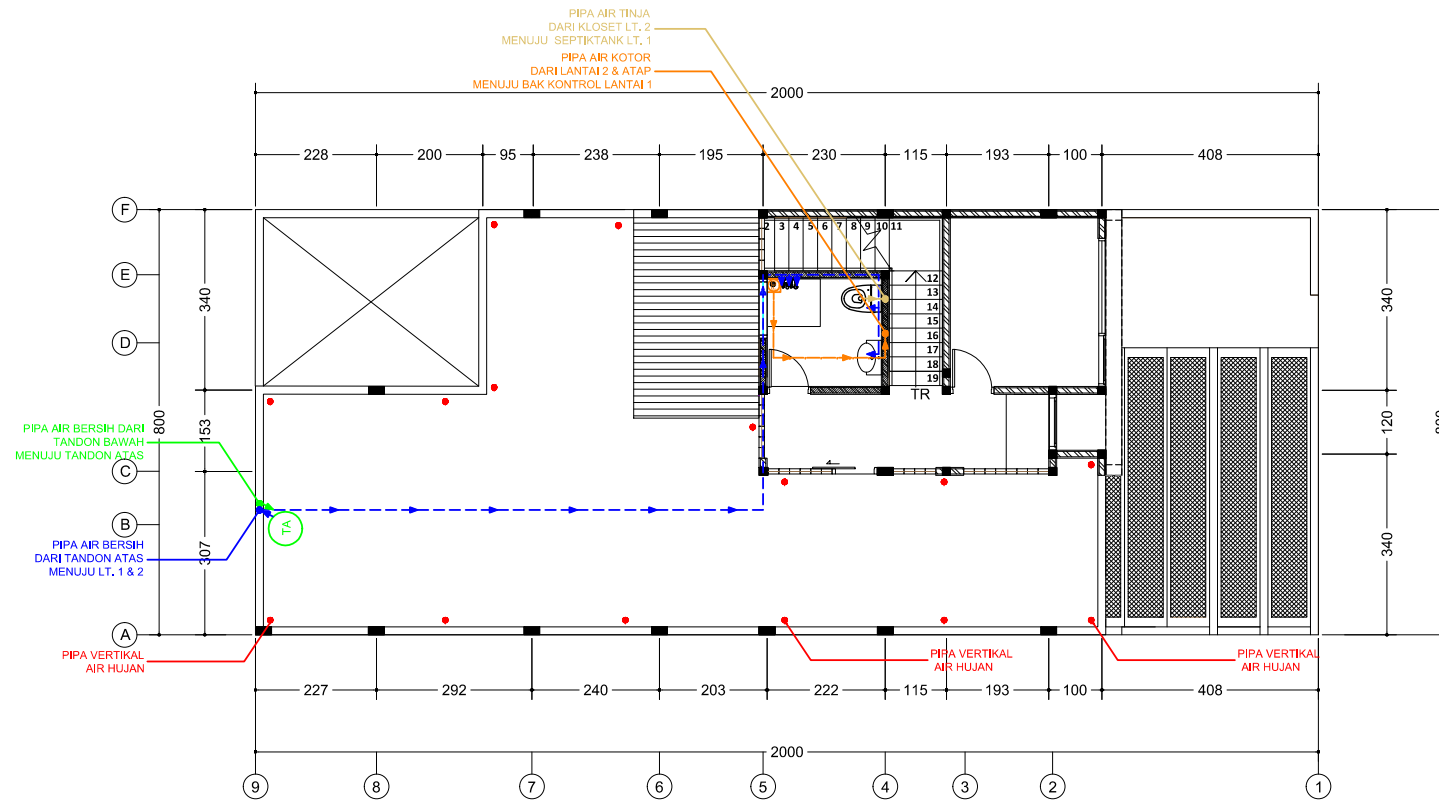 PIPA AIR TINJA
DARI KLOSET LT. 2
MENUJU SEPTIKTANK LT. 1
PIPA AIR KOTOR
DARI LANTAI 2 & ATAP
MENUJU BAK KONTROL LANTAI 1
2000
228 200 95 238 195 230 115 193 100 408
F
E
D
C
B
A
800
340
153
307
2 3 4 5 6 7 8 9 10 11
12
13
14
15
16
17
18
19
TR
340
120
340
PIPA AIR BERSIH DARI
TANDON BAWAH
MENUJU TANDON ATAS
TA
PIPA AIR BERSIH
DARI TANDON ATAS
MENUJU LT. 1 & 2
PIPA VERTIKAL
AIR HUJAN
PIPA VERTIKAL
AIR HUJAN
PIPA VERTIKAL
AIR HUJAN
227 292 240 203 222 115 193 100 408
2000
9 8 7 6 5 4 3 2 1